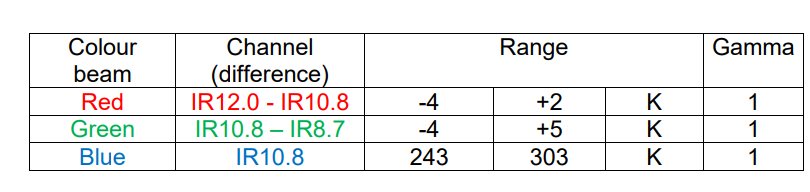 Colour beam Channel (difference) Range Gamma
Red IR12.0 - IR10.8 -4 +2 K 1
Green IR10.8 – IR8.7 -4 +5 K 1
Blue IR10.8 243 303 K 1